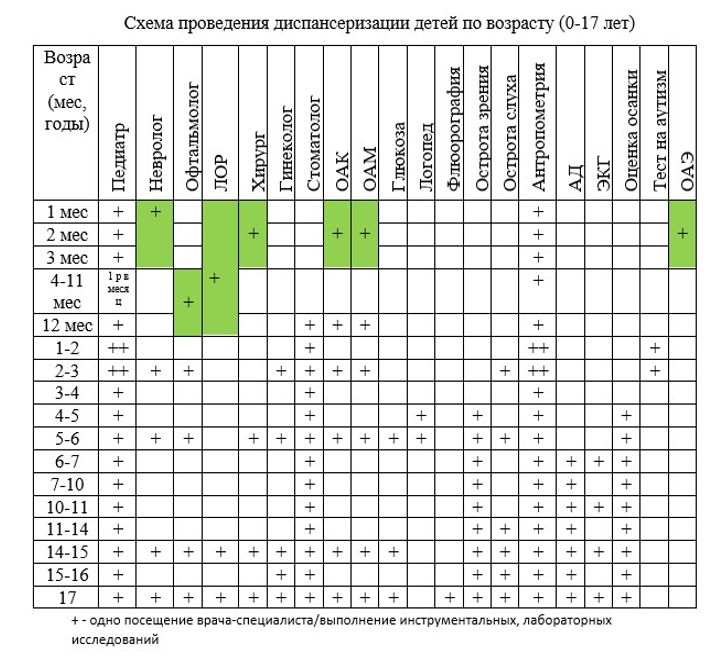 Схема проведения диспансеризации детей по возрасту (0-17 лет)
Возра
ст
(мес,
годы)
Педиатр
Невролог
Офтальмолог
ЛОР
Хирург
Гинеколог
Стоматолог
ОАК
ОАМ
Глюкоза
Логопед
Флюорография
Острота зрения
Острота слуха
Антропометрия
АД
ЭКГ
Оценка осанки
Тест на аутизм
ОАЭ
1 мес + + +
2 мес + + + + + +
3 мес + +
4-11
мес
1 р в
меся
ц
+ + +
12 мес + + + + +
1-2 ++ + ++ +
2-3 ++ + + + + + + + ++ +
3-4 + + +
4-5 + + + + + +
5-6 + + + + + + + + + + + + + +
6-7 + + + + + + +
7-10 + + + + + +
10-11 + + + + + + +
11-14 + + + + + + +
14-15 + + + + + + + + + + + + + + + +
15-16 + + + + + + + +
17 + + + + + + + + + + + + + + + + +
+ - одно посещение врача-специалиста/выполнение инструментальных, лабораторных
исследований